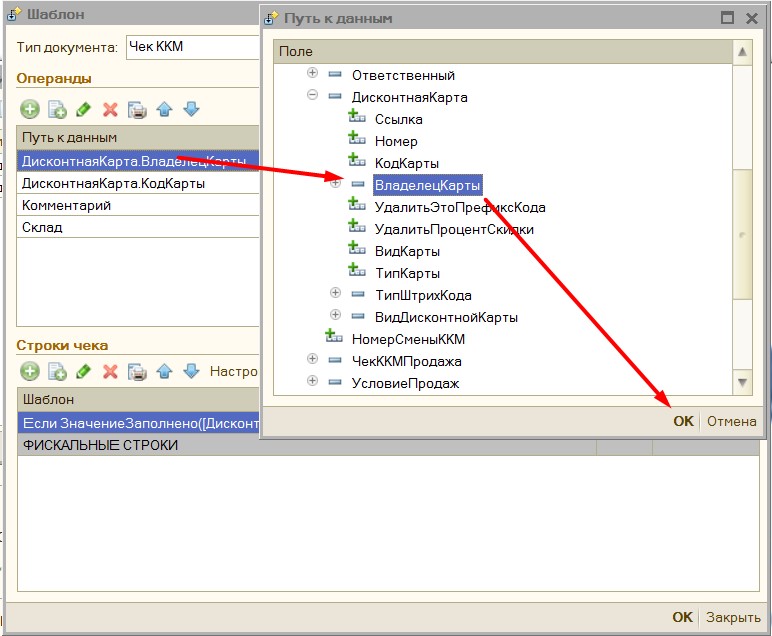 Шаблон
Тип документа: Чек ККМ
Операнды
Путь к данным
ДисконтнаяКарта.ВладелецКарты
ДисконтнаяКарта.КодКарты
Комментарий
Склад
Строки чека
Настро
Шаблон
Если ЗначениеЗаполнено([Дисконт
ФИСКАЛЬНЫЕ СТРОКИ
OK Закрыть
Путь к данным
Поле
Ответственный
ДисконтнаяКарта
Ссылка
Номер
КодКарты
ВладелецКарты
УдалитьЭтоПрефиксКода
УдалитьПроцентСкидки
ВидКарты
ТипКарты
ТипШтрихКода
ВидДисконтнойКарты
НомерСменыККМ
ЧекККМПродажа
УсловиеПродаж
OK Отмена